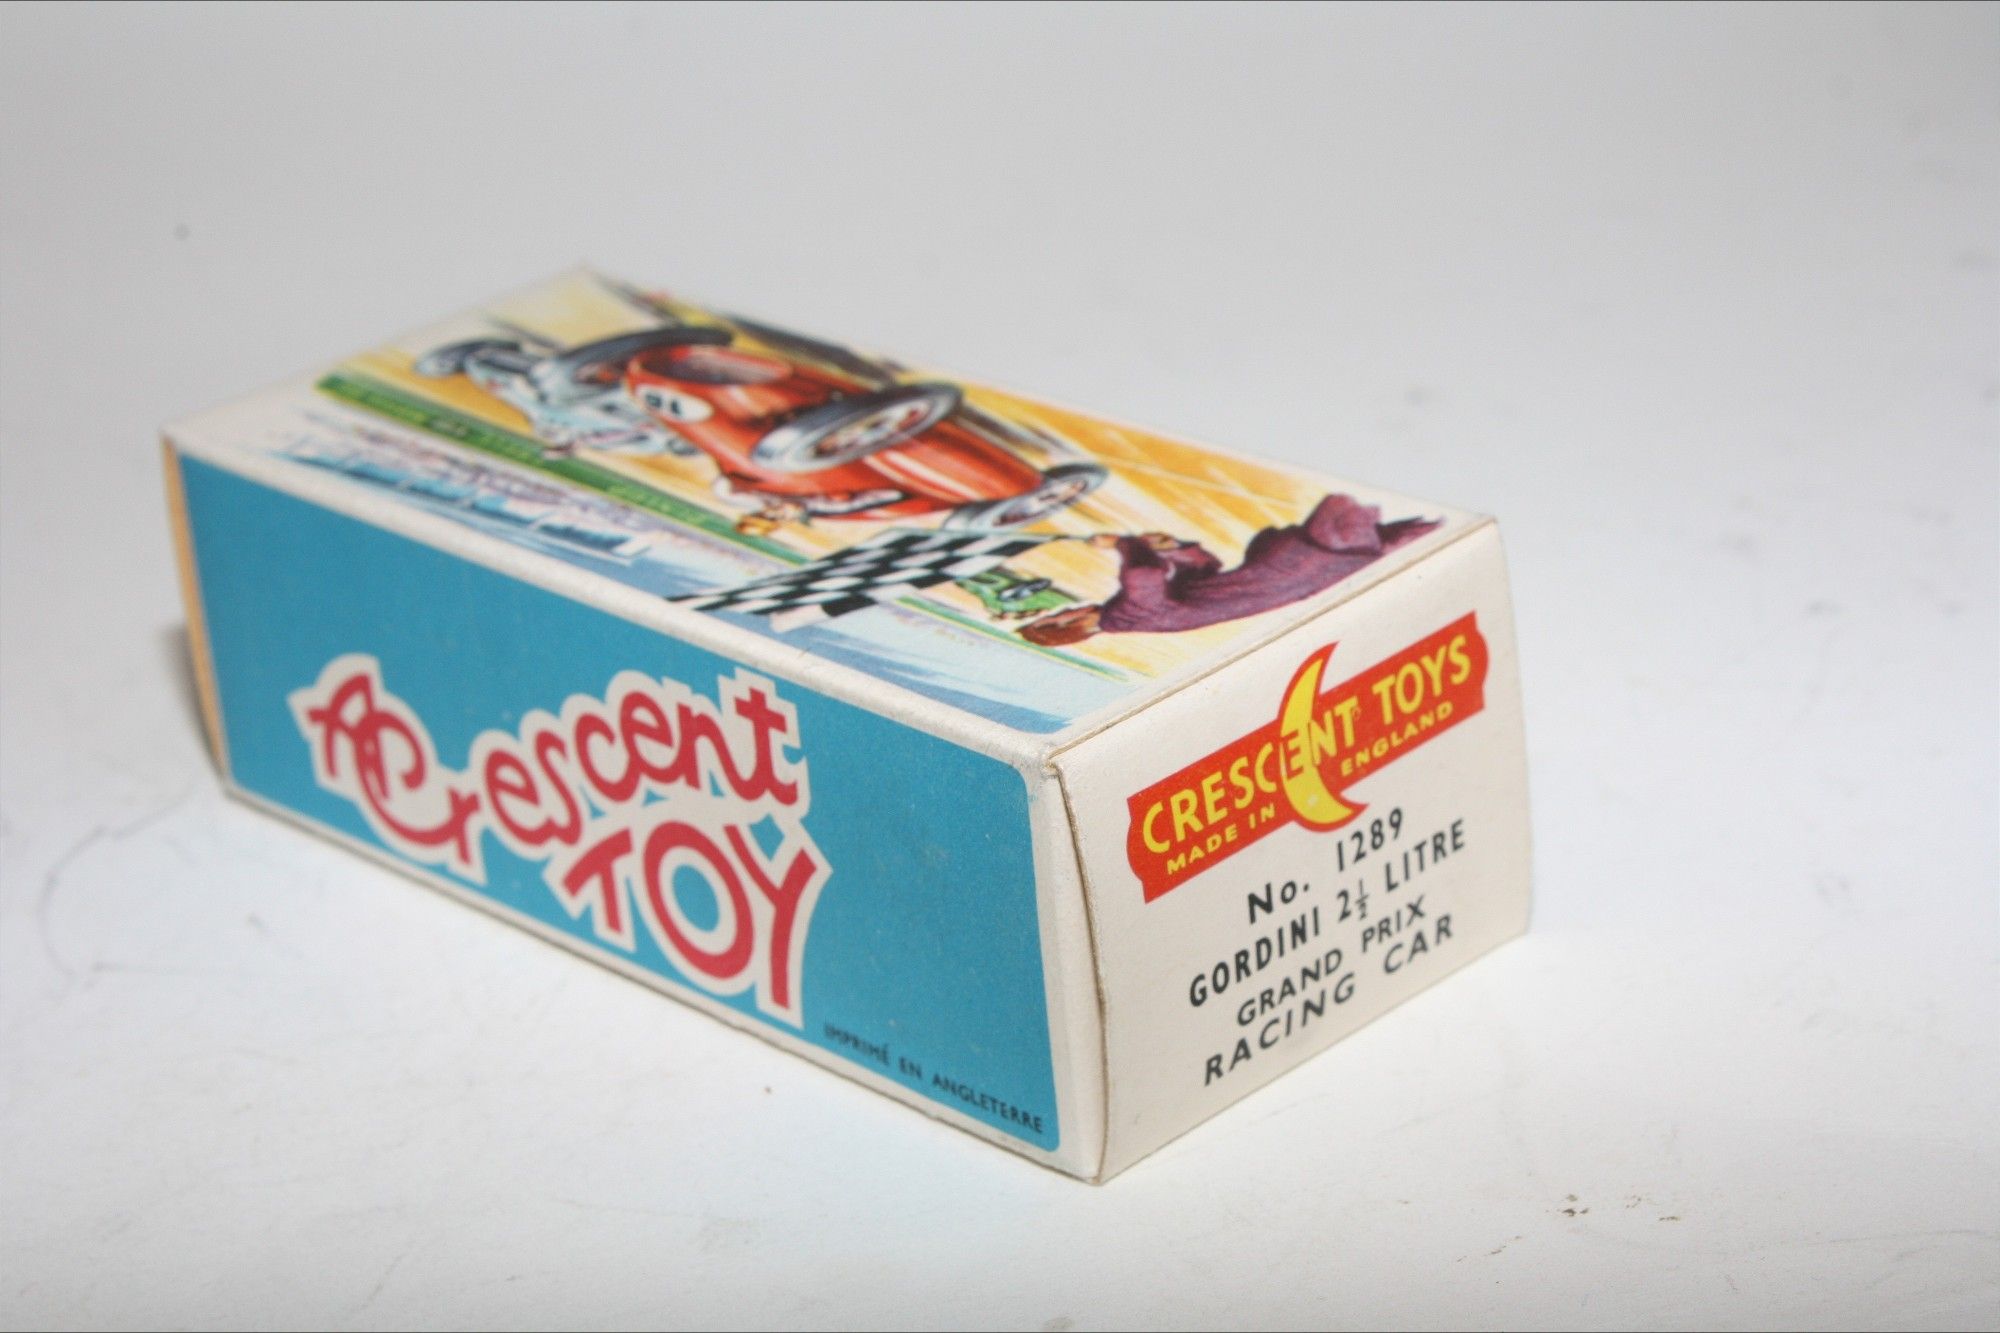 A Crescent
TOY
IMPRIMÉ EN ANGLETERRE
CRESCENT TOYS
MADE IN ENGLAND
No. 1289
GORDINI 2½ LITRE
GRAND PRIX
RACING CAR